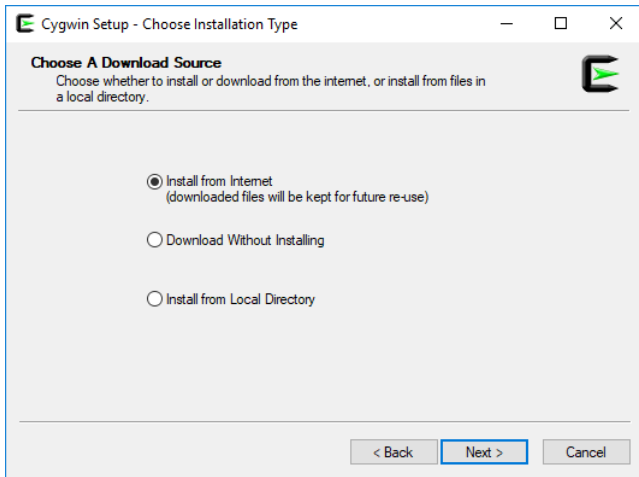 Cygwin Setup - Choose Installation Type
Choose A Download Source
Choose whether to install or download from the internet, or install from files in
a local directory.
Install from Internet
(downloaded files will be kept for future re-use)
Download Without Installing
Install from Local Directory
< Back
Next >
Cancel